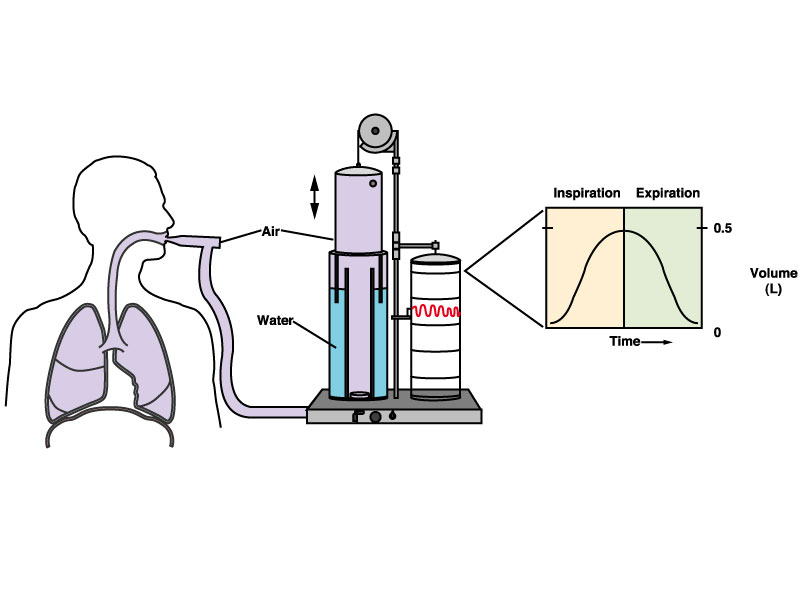 Inspiration Expiration
0.5
Air
Volume
(L)
Water
0
Time